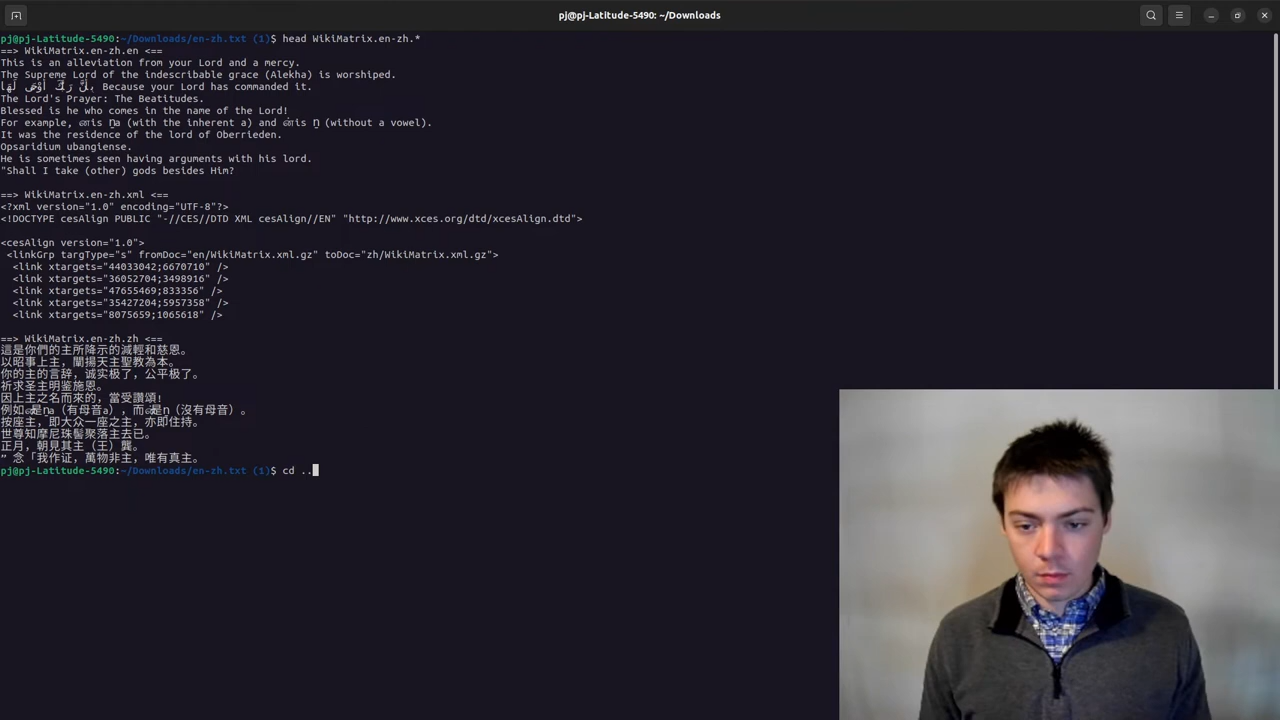 pj@pj-Latitude-5490: ~/Downloads
pj@pj-Latitude-5490:~/Downloads/en-zh.txt (1)$ head WikiMatrix.en-zh.*
==> WikiMatrix.en-zh.en <==
This is an alleviation from your Lord and a mercy.
The Supreme Lord of the indescribable grace (Alekha) is worshiped.
بِأَنَّ رَبَّكَ أَوْحَىٰ لَهَا Because your Lord has commanded it.
The Lord's Prayer: The Beatitudes.
Blessed is he who comes in the name of the Lord!
For example, is ṉa (with the inherent a) and is ṉ (without a vowel).
It was the residence of the lord of Oberrieden.
Opsaridium ubangiense.
He is sometimes seen having arguments with his lord.
"Shall I take (other) gods besides Him?
==> WikiMatrix.en-zh.xml <==
<?xml version="1.0" encoding="UTF-8"?>
<!DOCTYPE cesAlign PUBLIC "-//CES//DTD XML cesAlign//EN" "http://www.xces.org/dtd/xcesAlign.dtd">
<cesAlign version="1.0">
<linkGrp targType="s" fromDoc="en/WikiMatrix.xml.gz" toDoc="zh/WikiMatrix.xml.gz">
<link xtargets="44033042;6670710" />
<link xtargets="36052704;3498916" />
<link xtargets="47655469;833356" />
<link xtargets="35427204;5957358" />
<link xtargets="8075659;1065618" />
==> WikiMatrix.en-zh.zh <==
這是你們的主所降示的減輕和慈恩。
以昭事上主，闡揚天主聖教為本。
你的主的言辞，诚实极了，公平极了。
祈求圣主明鉴施恩。
因上主之名而來的，當受讚頌!
例如是ṉa（有母音a），而是ṉ（沒有母音）。
按座主，即大众一座之主，亦即住持。
世尊知摩尼珠髻聚落主去已。
正月，朝見其主（王）龔。
” 念「我作证，萬物非主，唯有真主。
pj@pj-Latitude-5490:~/Downloads/en-zh.txt (1)$ cd ..